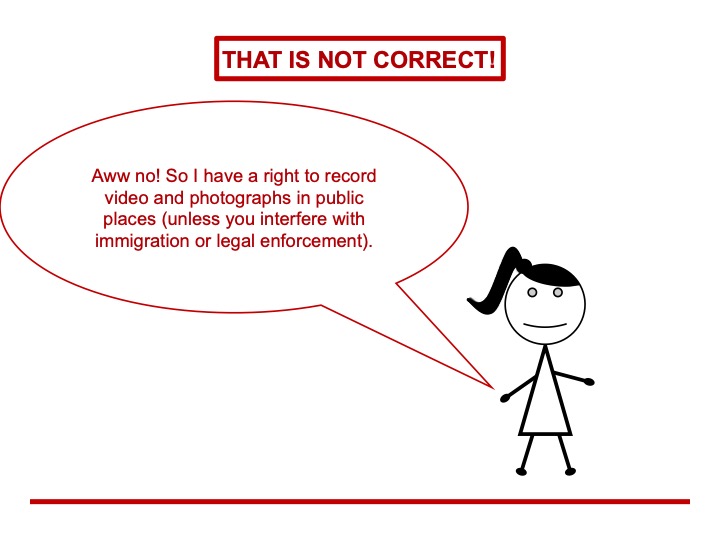 THAT IS NOT CORRECT!
Aww no! So I have a right to record
video and photographs in public
places (unless you interfere with
immigration or legal enforcement).